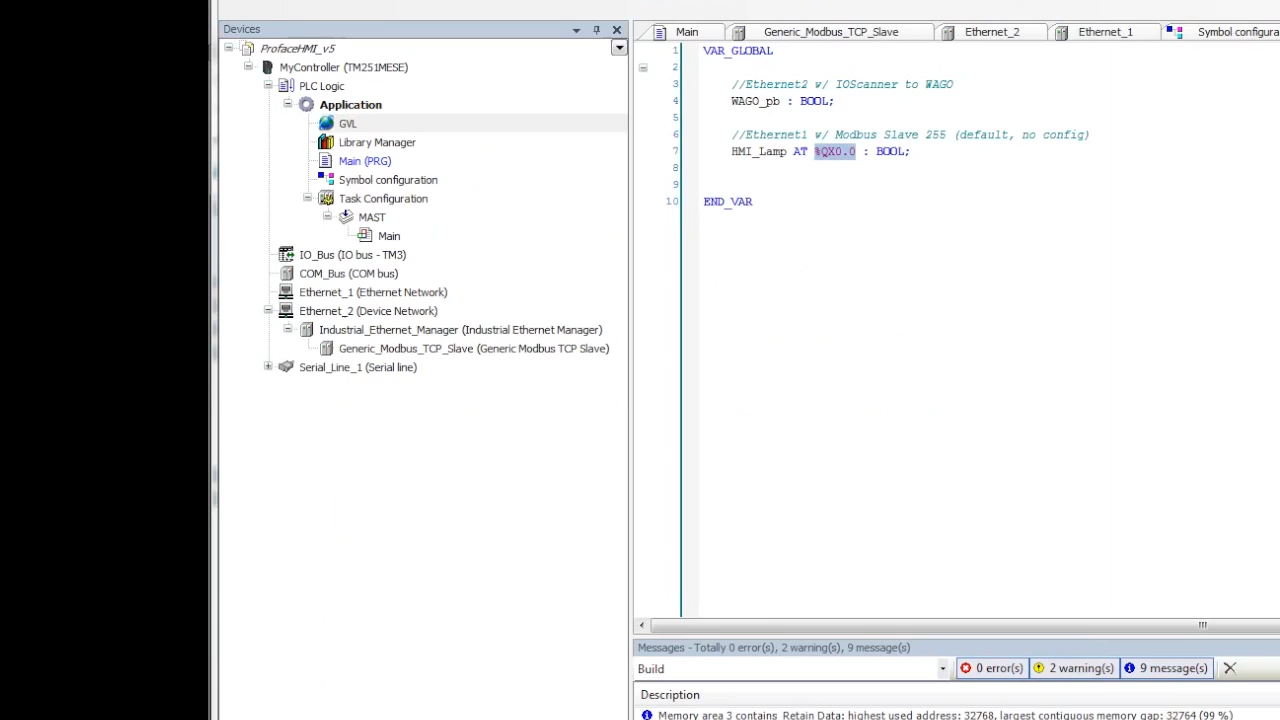 Devices
ProfaceHMI_v5
MyController (TM251MESE)
PLC Logic
Application
GVL
Library Manager
Main (PRG)
Symbol configuration
Task Configuration
MAST
Main
IO_Bus (IO bus - TM3)
COM_Bus (COM bus)
Ethernet_1 (Ethernet Network)
Ethernet_2 (Device Network)
Industrial_Ethernet_Manager (Industrial Ethernet Manager)
Generic_Modbus_TCP_Slave (Generic Modbus TCP Slave)
Serial_Line_1 (Serial line)
Main Generic_Modbus_TCP_Slave Ethernet_2 Ethernet_1 Symbol configura
1 VAR_GLOBAL
2
3 //Ethernet2 w/ IOScanner to WAGO
4 WAGO_pb : BOOL;
5
6 //Ethernet1 w/ Modbus Slave 255 (default, no config)
7 HMI_Lamp AT %QX0.0 : BOOL;
8
9
10 END_VAR
Messages - Totally 0 error(s), 2 warning(s), 9 message(s)
Build 0 error(s) 2 warning(s) 9 message(s)
Description
Memory area 3 contains Retain Data: highest used address: 32768, largest contiguous memory gap: 32764 (99 %)